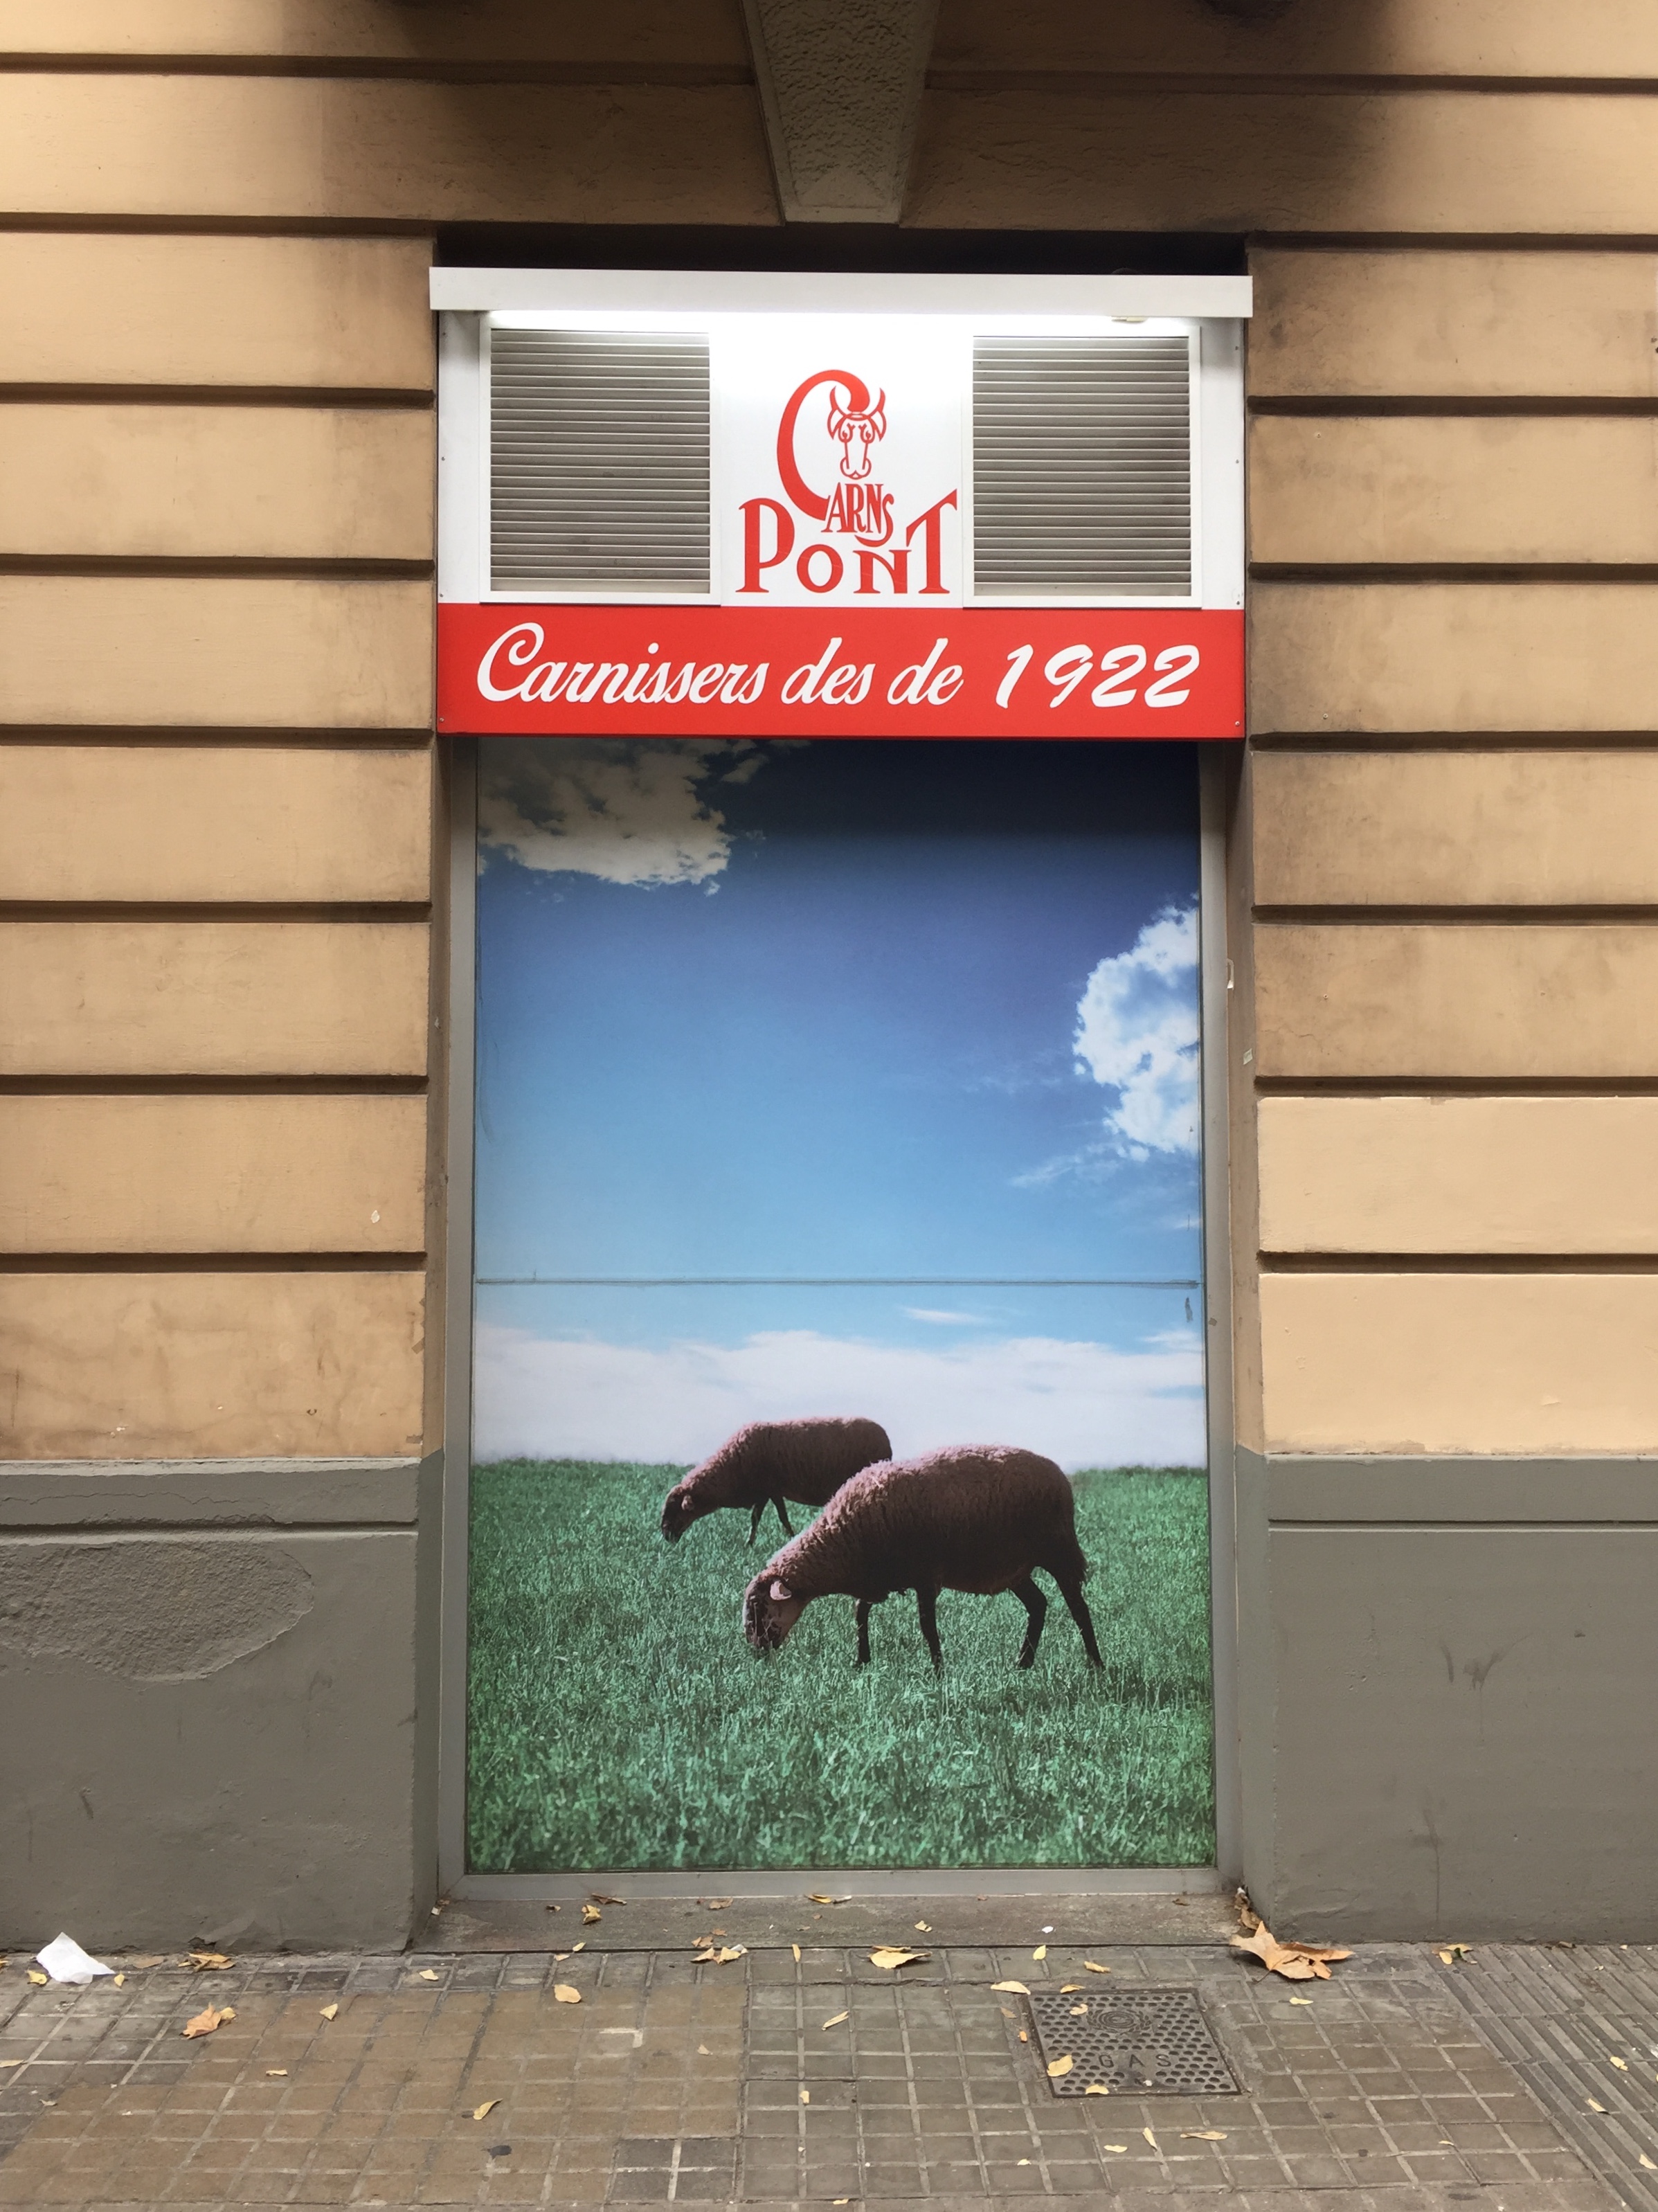 CARNS
PONT
Carnissers des de 1922
GAS